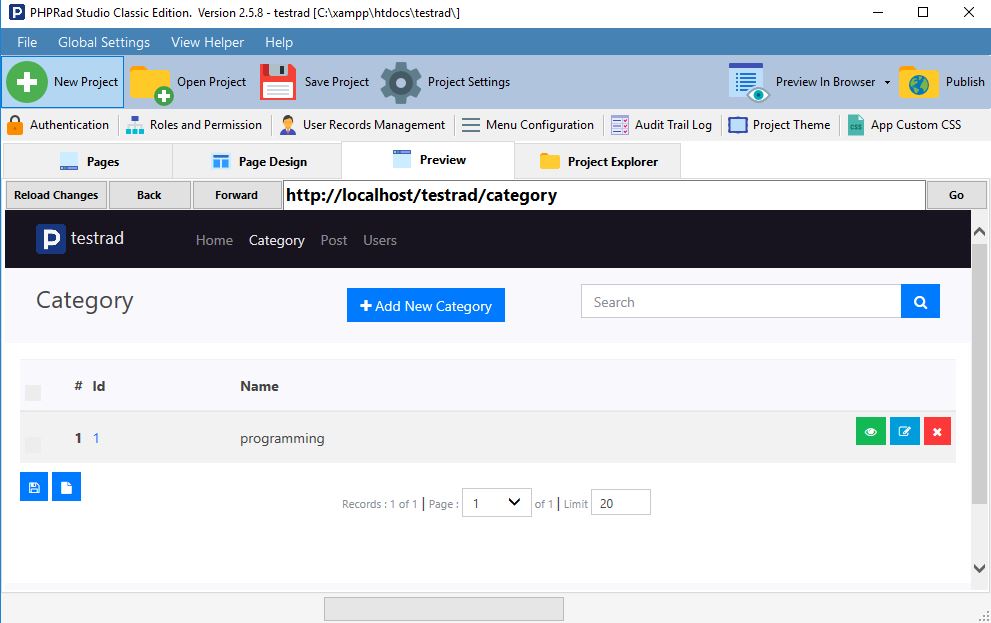 PHPRad Studio Classic Edition. Version 2.5.8 - testrad [C:\xampp\htdocs\testrad\]
File Global Settings View Helper Help
New Project Open Project Save Project Project Settings Preview In Browser Publish
Authentication Roles and Permission User Records Management Menu Configuration Audit Trail Log Project Theme css App Custom CSS
Pages Page Design Preview Project Explorer
Reload Changes Back Forward http://localhost/testrad/category Go
P testrad Home Category Post Users
Category Add New Category Search
# Id Name
1 1 programming
Records : 1 of 1 | Page : 1 of 1 | Limit 20